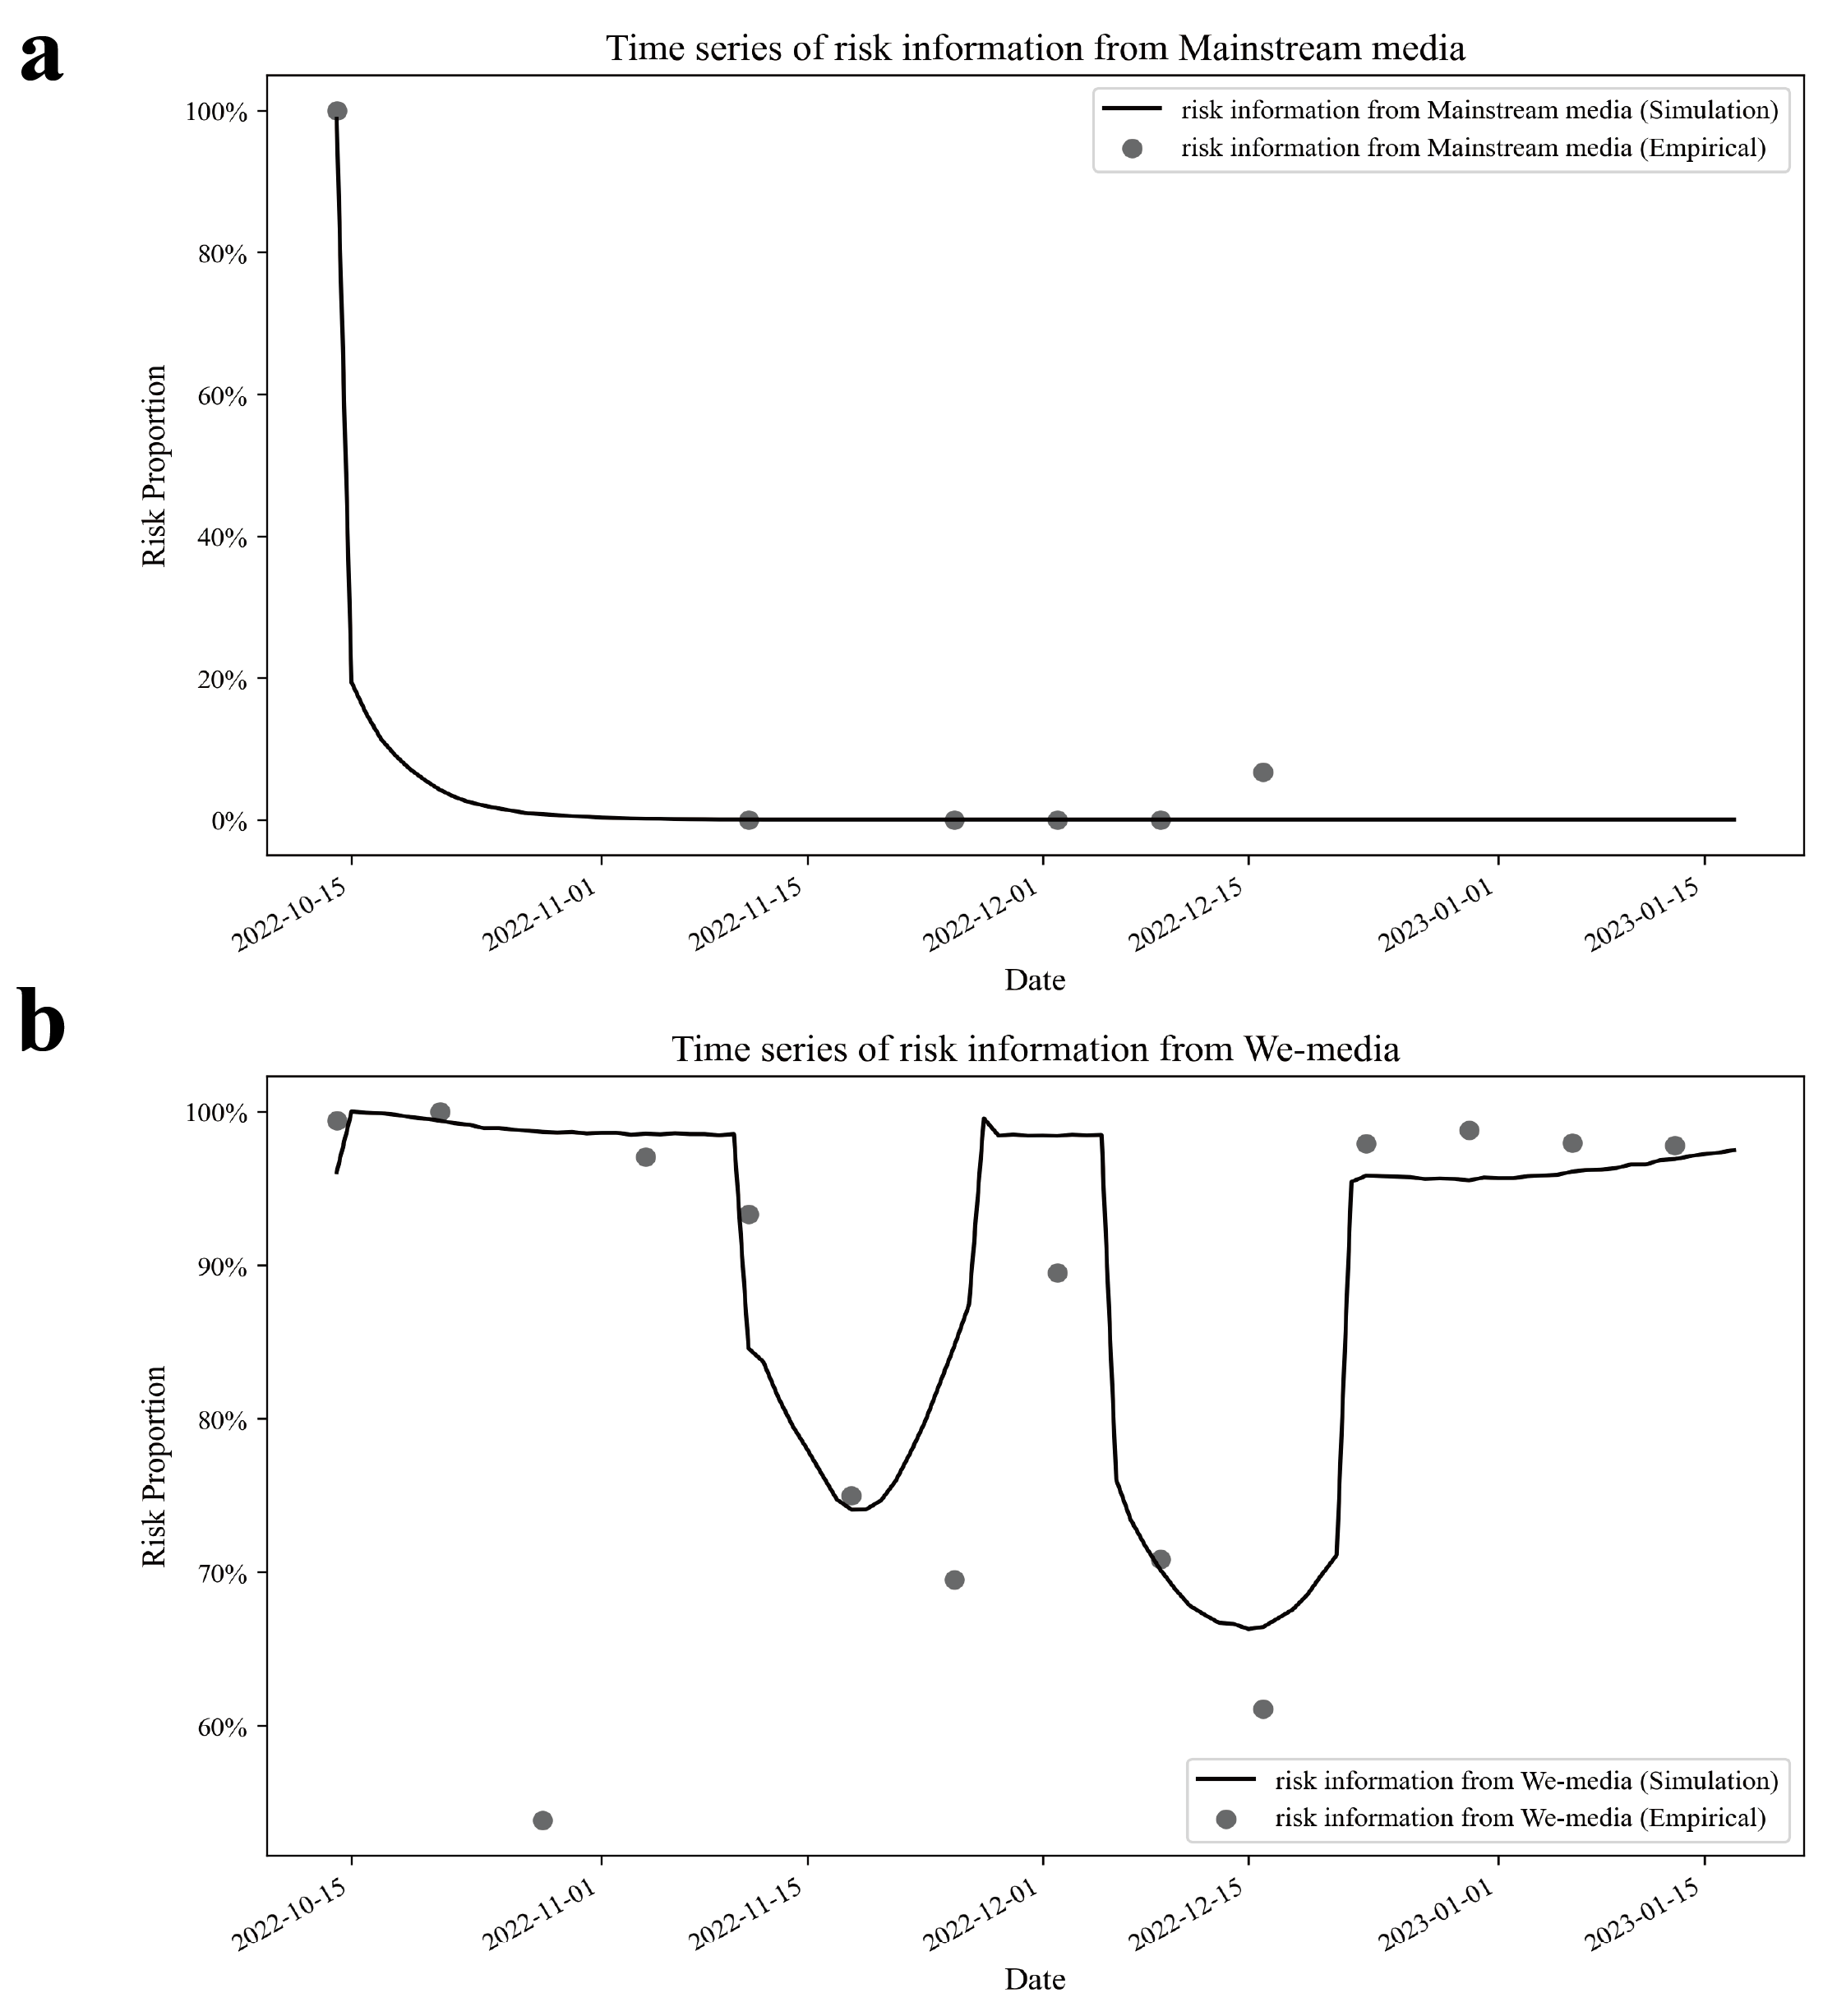 a
Time series of risk information from Mainstream media
risk information from Mainstream media (Simulation)
risk information from Mainstream media (Empirical)
Risk Proportion
100%
80%
60%
40%
20%
0%
2022-10-15
2022-11-01
2022-11-15
2022-12-01
2022-12-15
2023-01-01
2023-01-15
Date
b
Time series of risk information from We-media
Risk Proportion
100%
90%
80%
70%
60%
risk information from We-media (Simulation)
risk information from We-media (Empirical)
2022-10-15
2022-11-01
2022-11-15
2022-12-01
2022-12-15
2023-01-01
2023-01-15
Date